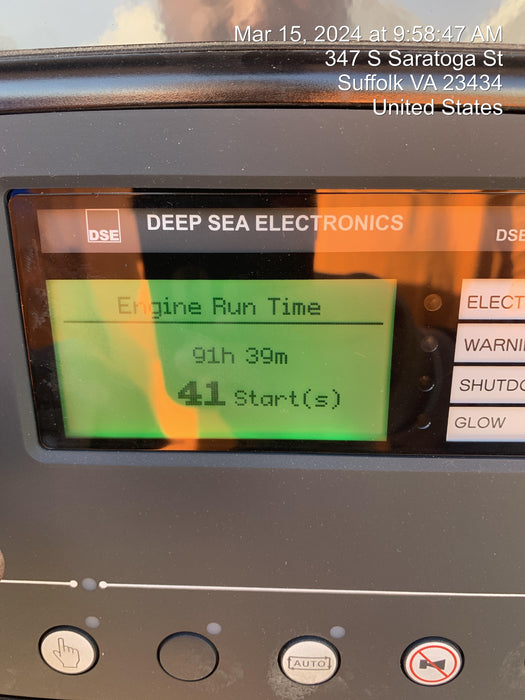 Mar 15, 2024 at 9:58:47 AM
347 S Saratoga St
Suffolk VA 23434
United States
DSE
DEEP SEA ELECTRONICS
DSE
Engine Run Time
91h 39m
41 Start(s)
ELECT
WARNI
SHUTDO
GLOW
AUTO